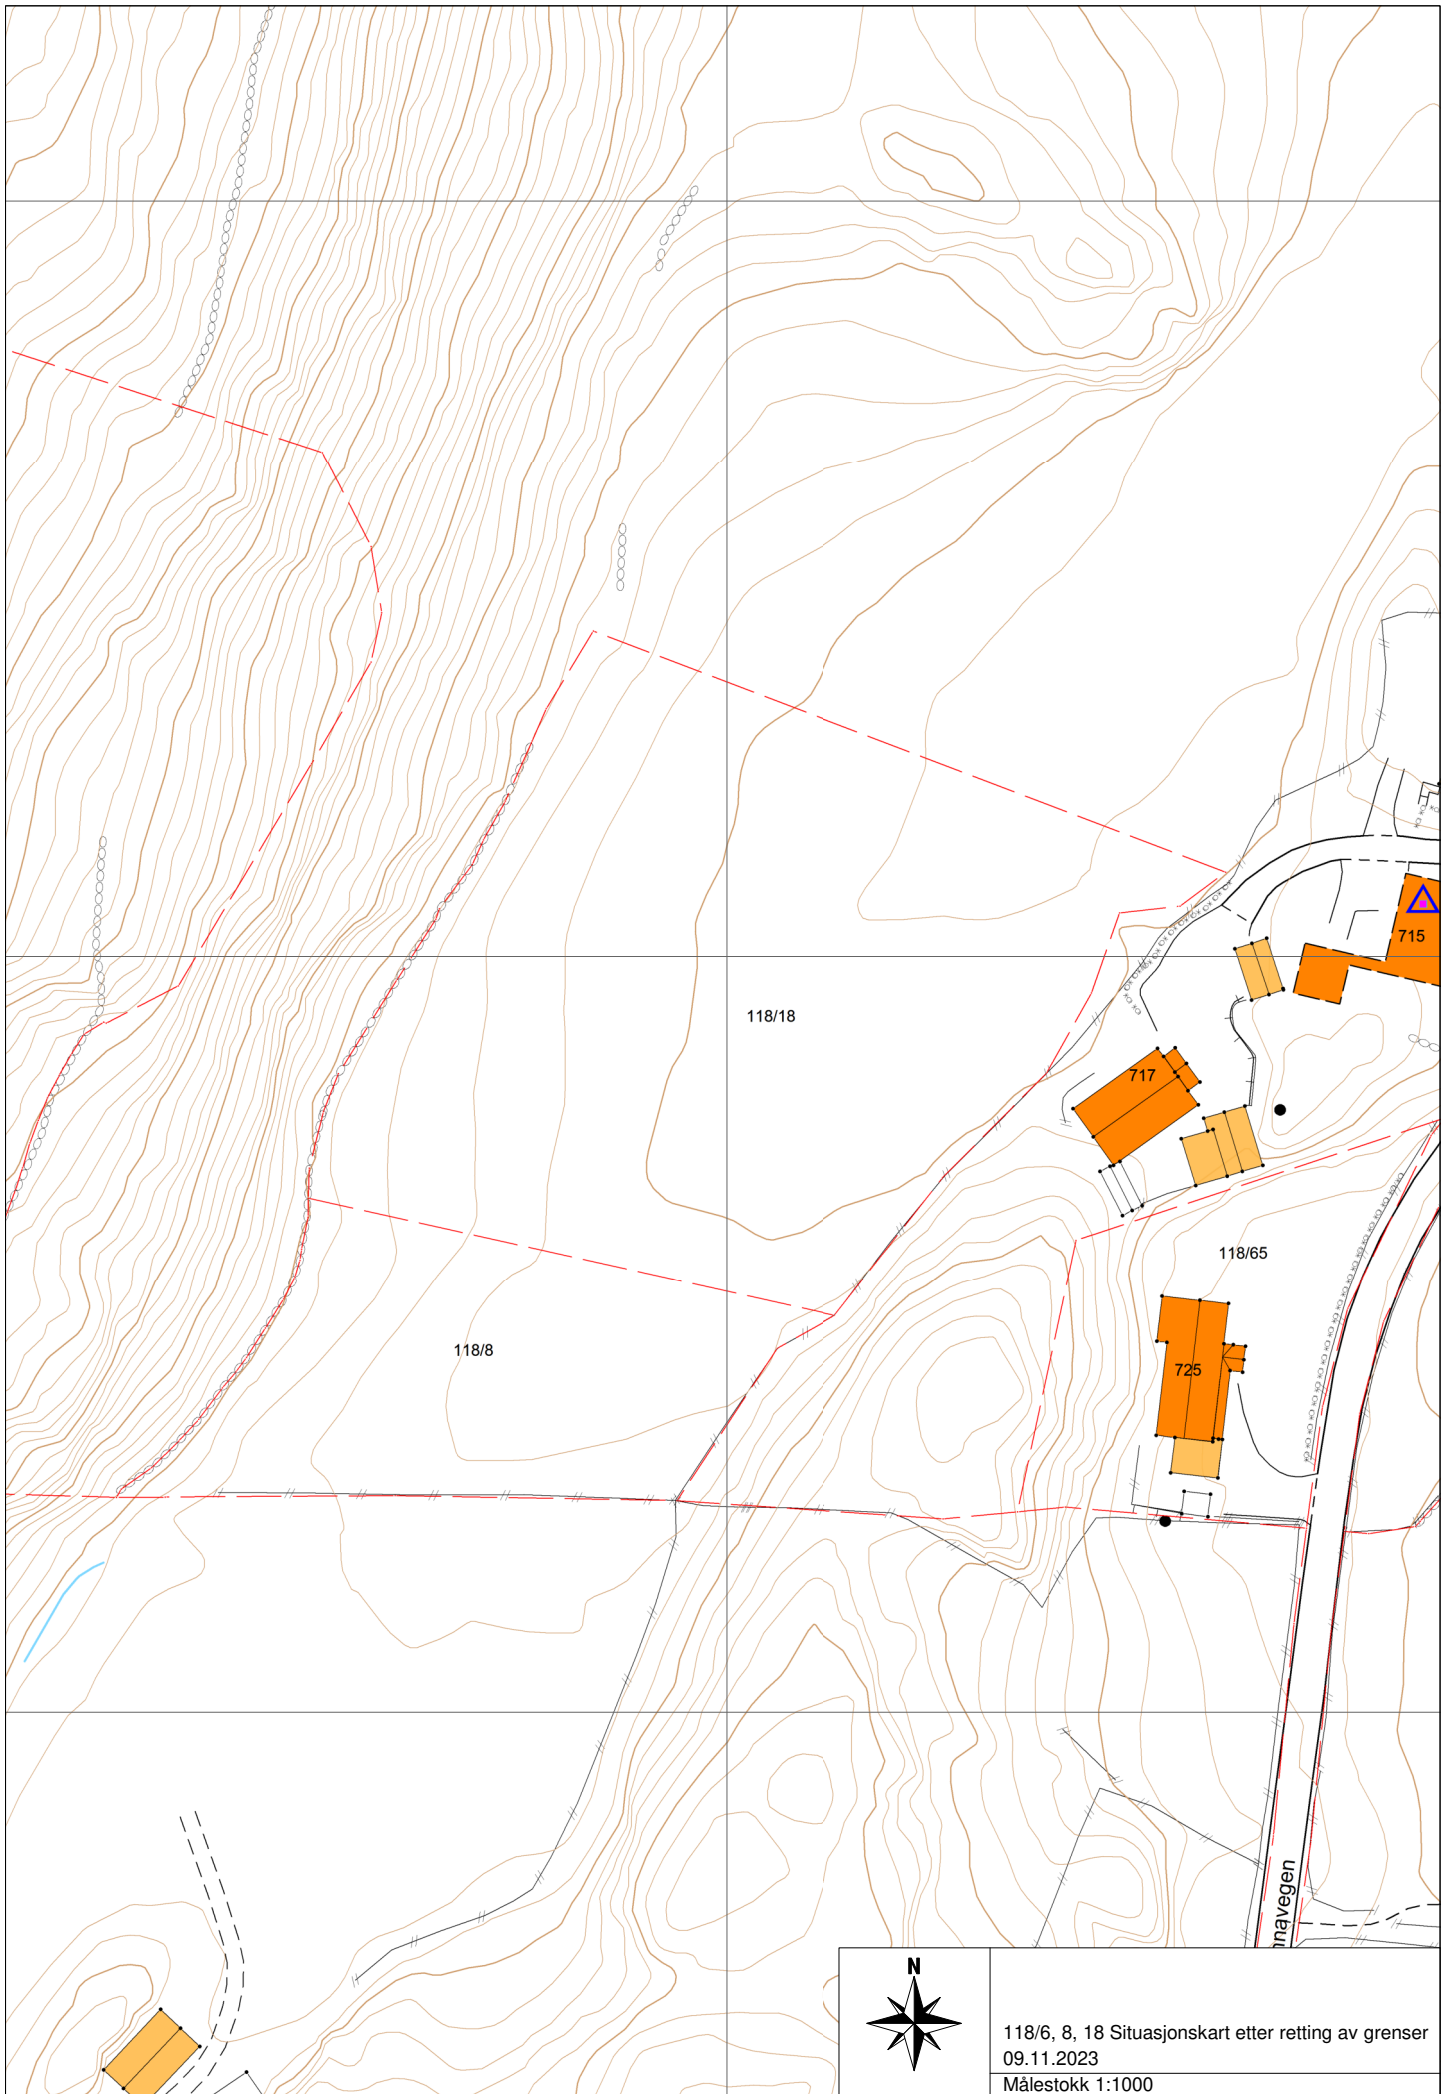 715
118/18
717
118/65
118/8
725
nnavegen
N
118/6, 8, 18 Situasjonskart etter retting av grenser
09.11.2023
Målestokk 1:1000